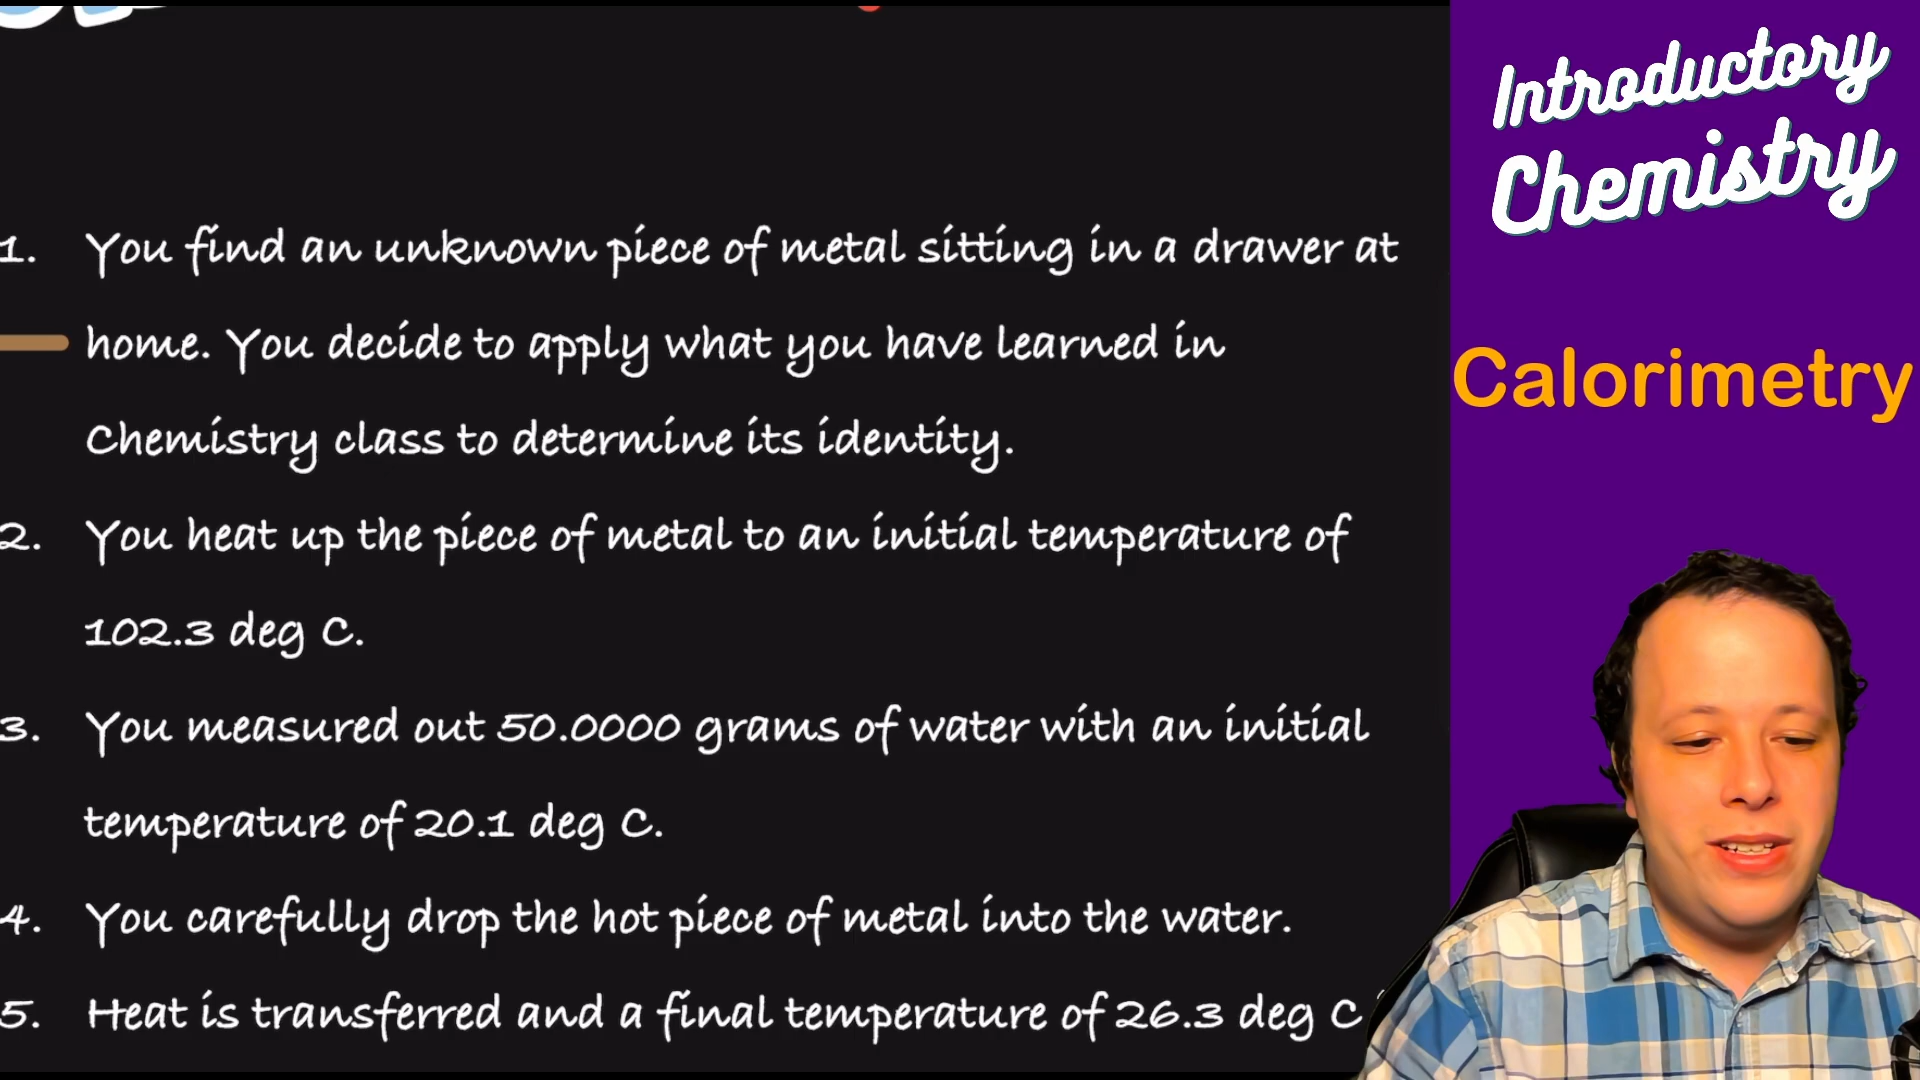 1. You find an unknown piece of metal sitting in a drawer at
home. You decide to apply what you have learned in
Chemistry class to determine its identity.
2. You heat up the piece of metal to an initial temperature of
102.3 deg C.
3. You measured out 50.0000 grams of water with an initial
temperature of 20.1 deg C.
4. You carefully drop the hot piece of metal into the water.
5. Heat is transferred and a final temperature of 26.3 deg C
Introductory
Chemistry
Calorimetry